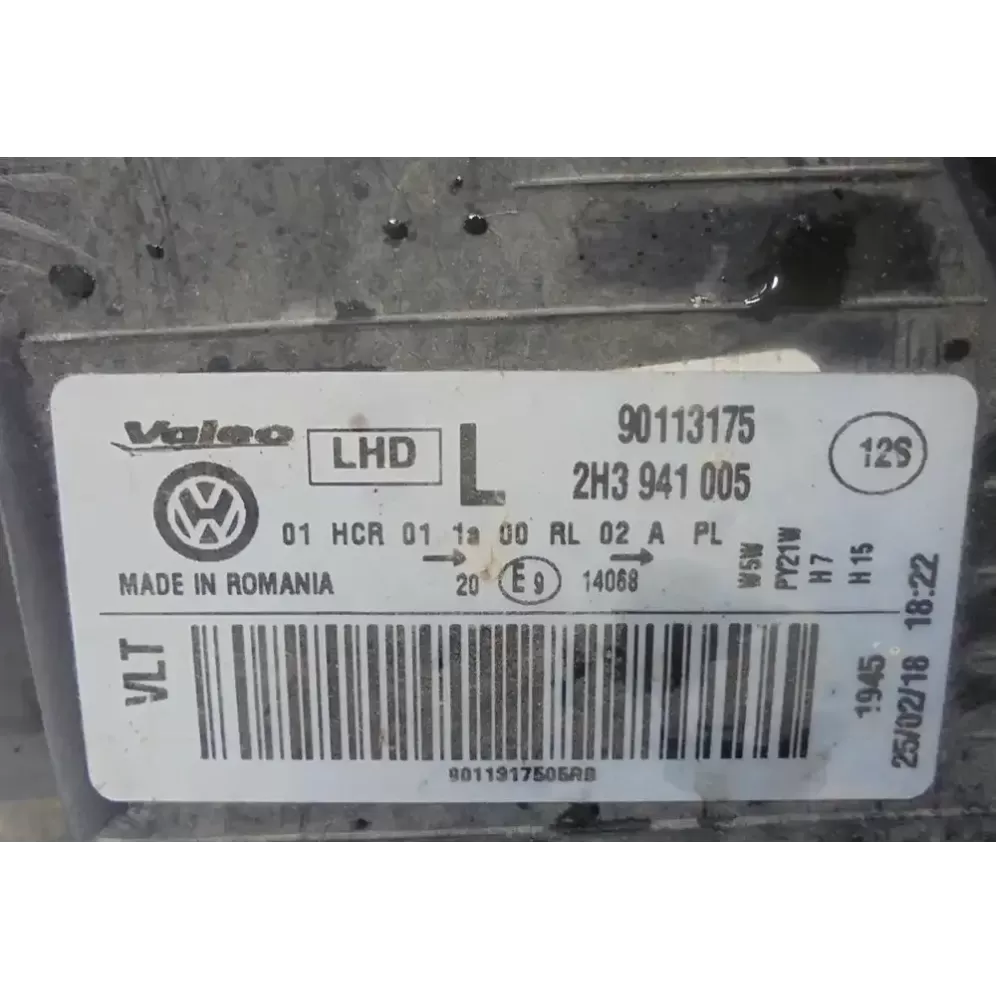 Valeo
LHD
L
90113175
2H3 941 005
12S
01 HCR 01 1a 00 RL 02 A PL
MADE IN ROMANIA
20 E9 14068
W5W
PY21W
H7
H15
VLT
1945
25/02/18 18:22
9011317505RB